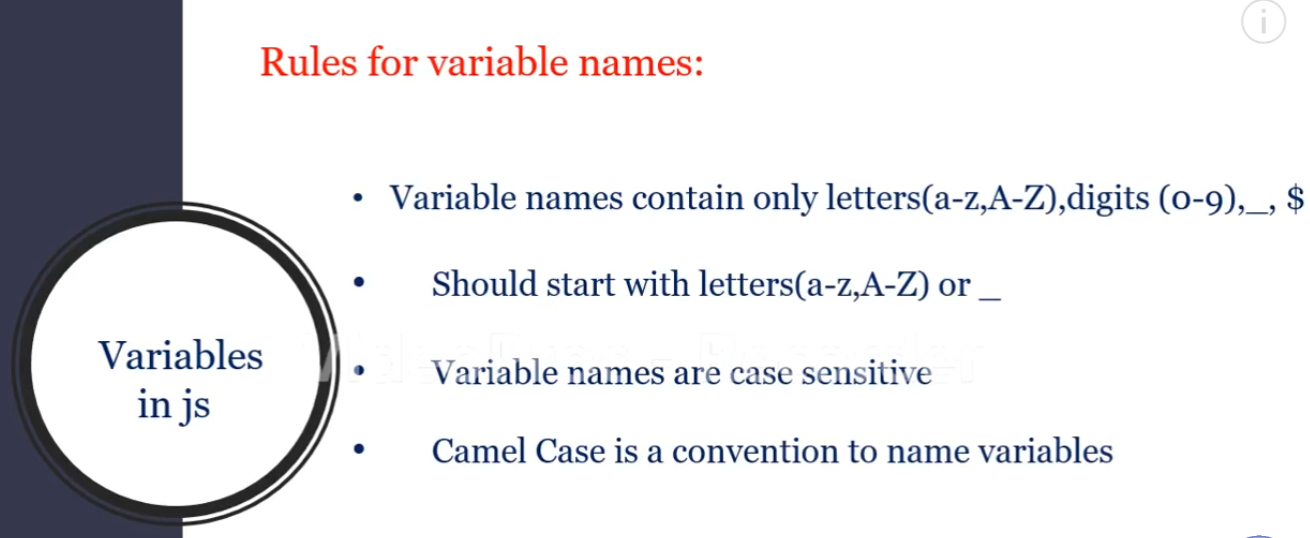 Rules for variable names:
• Variable names contain only letters(a-z,A-Z),digits (0-9),_, $
• Should start with letters(a-z,A-Z) or _
Variables
in js
• Variable names are case sensitive
• Camel Case is a convention to name variables